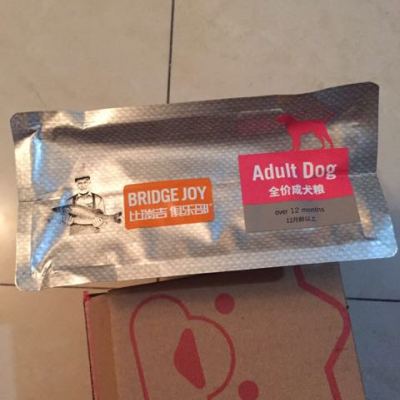 BRIDGE JOY
比瑞吉 俱乐部
Adult Dog
全价成犬粮
over 12 months
12月龄以上